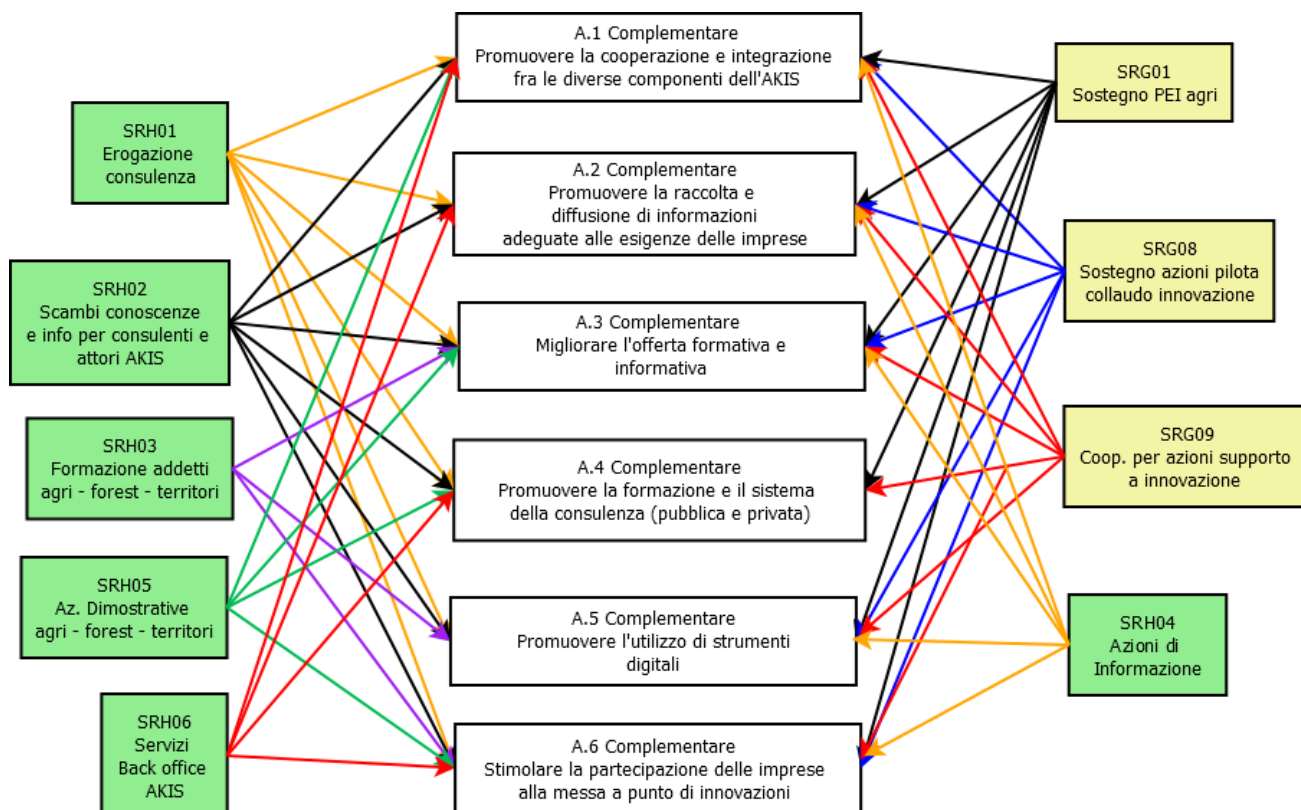 A.1 Complementare
Promuovere la cooperazione e integrazione
fra le diverse componenti dell'AKIS
A.2 Complementare
Promuovere la raccolta e
diffusione di informazioni
adeguate alle esigenze delle imprese
A.3 Complementare
Migliorare l'offerta formativa e
informativa
A.4 Complementare
Promuovere la formazione e il sistema
della consulenza (pubblica e privata)
A.5 Complementare
Promuovere l'utilizzo di strumenti
digitali
A.6 Complementare
Stimolare la partecipazione delle imprese
alla messa a punto di innovazioni
SRH01
Erogazione
consulenza
SRH02
Scambi conoscenze
e info per consulenti e
attori AKIS
SRH03
Formazione addetti
agri - forest - territori
SRH05
Az. Dimostrative
agri - forest - territori
SRH06
Servizi
Back office
AKIS
SRG01
Sostegno PEI agri
SRG08
Sostegno azioni pilota
collaudo innovazione
SRG09
Coop. per azioni supporto
a innovazione
SRH04
Azioni di
Informazione